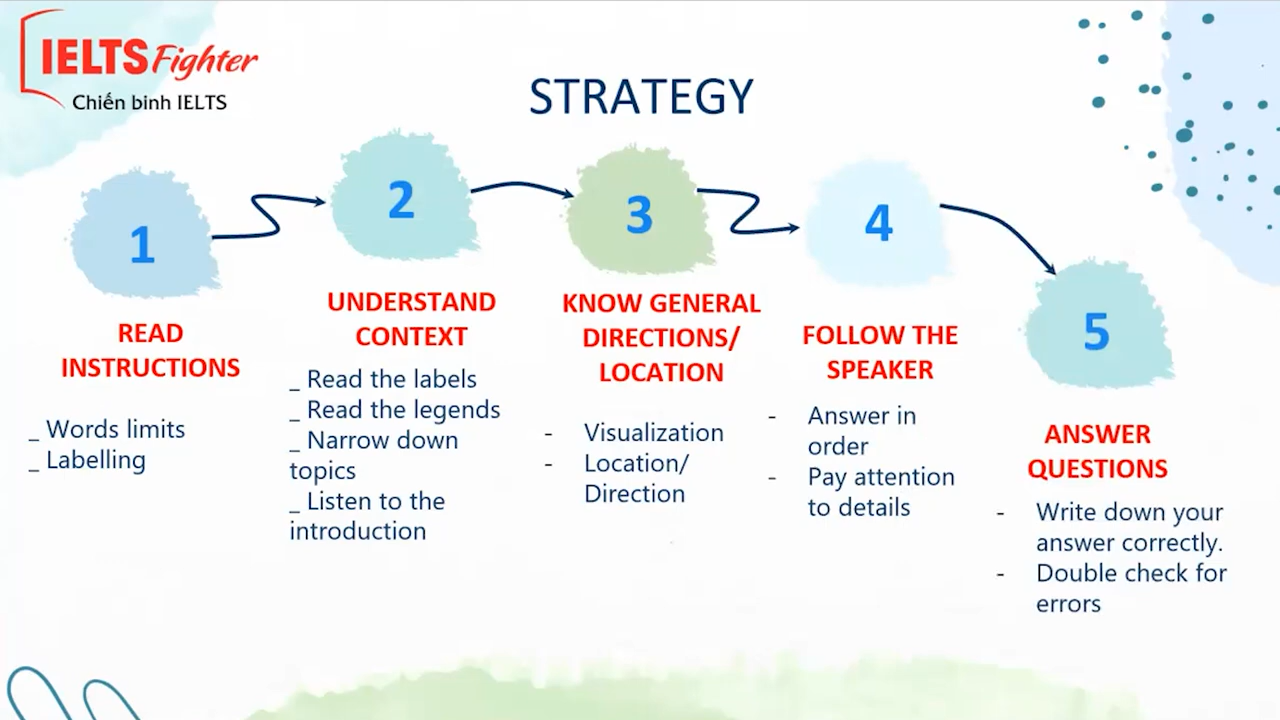 IELTS Fighter
Chiến binh IELTS
STRATEGY
1
READ
INSTRUCTIONS
_ Words limits
_ Labelling
2
UNDERSTAND
CONTEXT
_ Read the labels
_ Read the legends
_ Narrow down
topics
_ Listen to the
introduction
3
KNOW GENERAL
DIRECTIONS/
LOCATION
- Visualization
- Location/
Direction
4
FOLLOW THE
SPEAKER
- Answer in
order
- Pay attention
to details
5
ANSWER
QUESTIONS
- Write down your
answer correctly.
- Double check for
errors